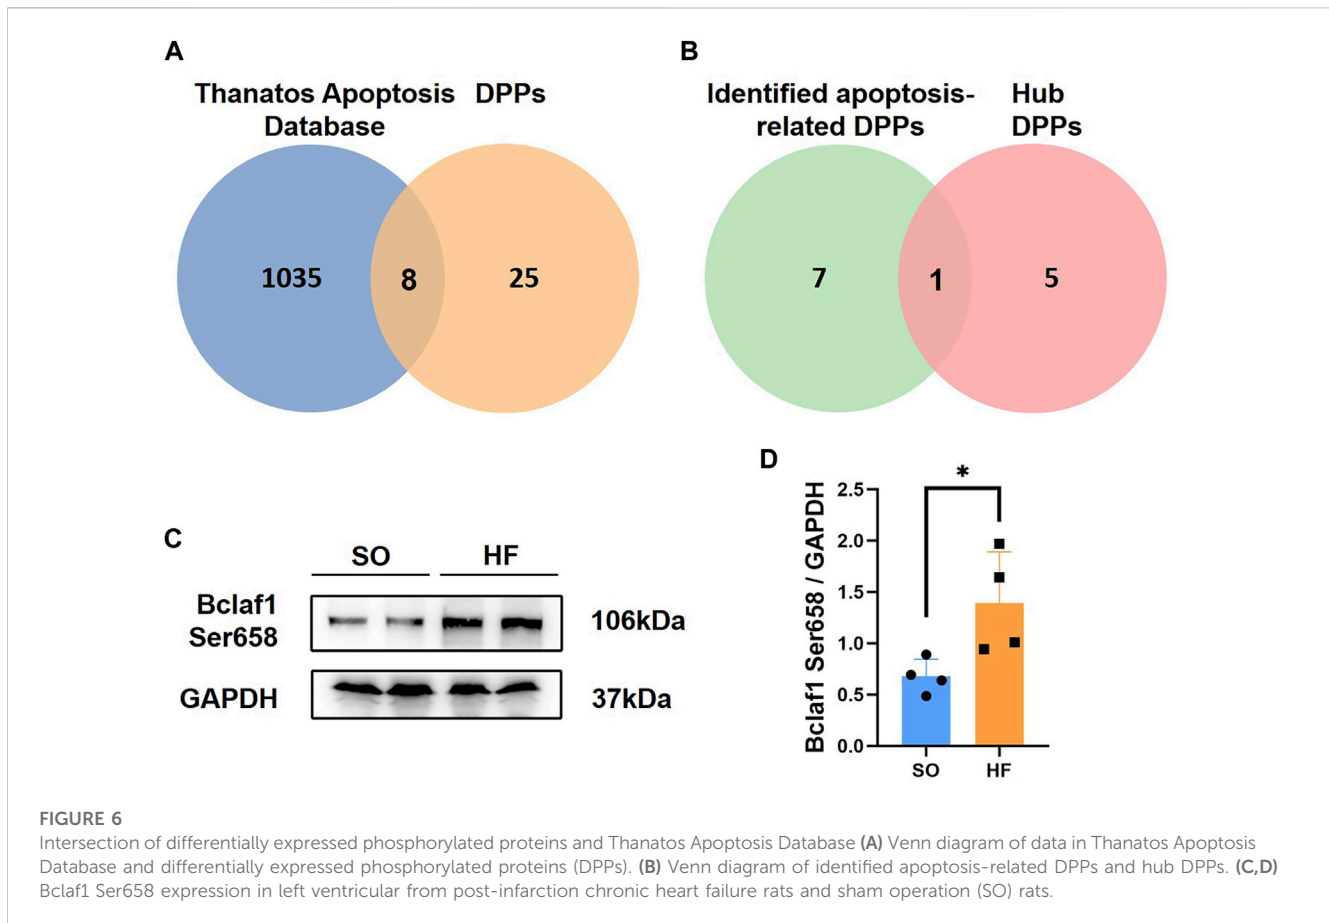 A
Thanatos Apoptosis
Database
DPPs
1035
8
25
B
Identified apoptosis-
related DPPs
Hub
DPPs
7
1
5
C
SO
HF
Bclaf1
Ser658
106kDa
GAPDH
37kDa
D
*
Bclaf1 Ser658 / GAPDH
2.5
2.0
1.5
1.0
0.5
0.0
SO
HF
FIGURE 6
Intersection of differentially expressed phosphorylated proteins and Thanatos Apoptosis Database (A) Venn diagram of data in Thanatos Apoptosis
Database and differentially expressed phosphorylated proteins (DPPs). (B) Venn diagram of identified apoptosis-related DPPs and hub DPPs. (C,D)
Bclaf1 Ser658 expression in left ventricular from post-infarction chronic heart failure rats and sham operation (SO) rats.